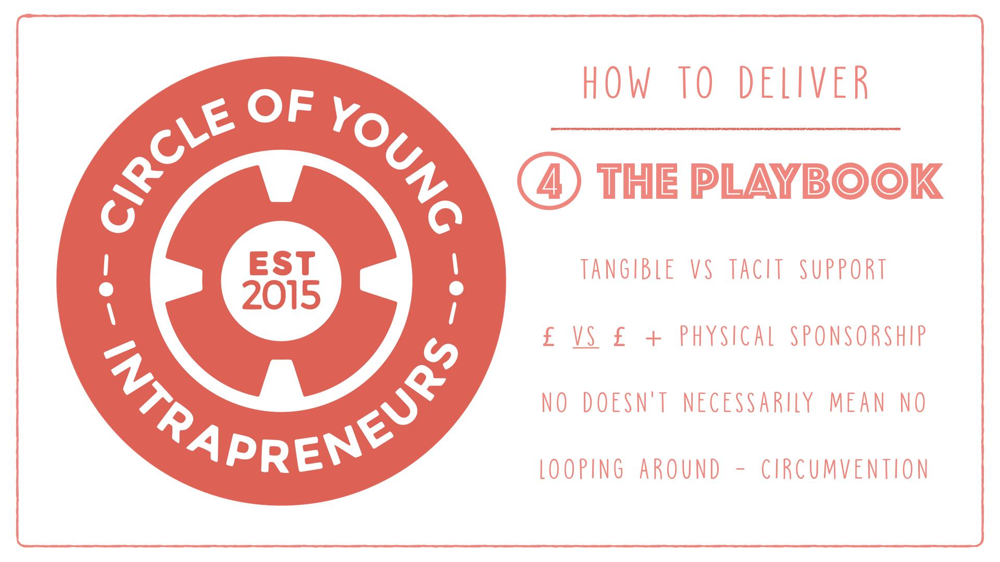 CIRCLE OF YOUNG
EST
2015
INTRAPRENEURS
HOW TO DELIVER
4 THE PLAYBOOK
TANGIBLE VS TACIT SUPPORT
£ VS £ + PHYSICAL SPONSORSHIP
NO DOESN'T NECESSARILY MEAN NO
LOOPING AROUND - CIRCUMVENTION